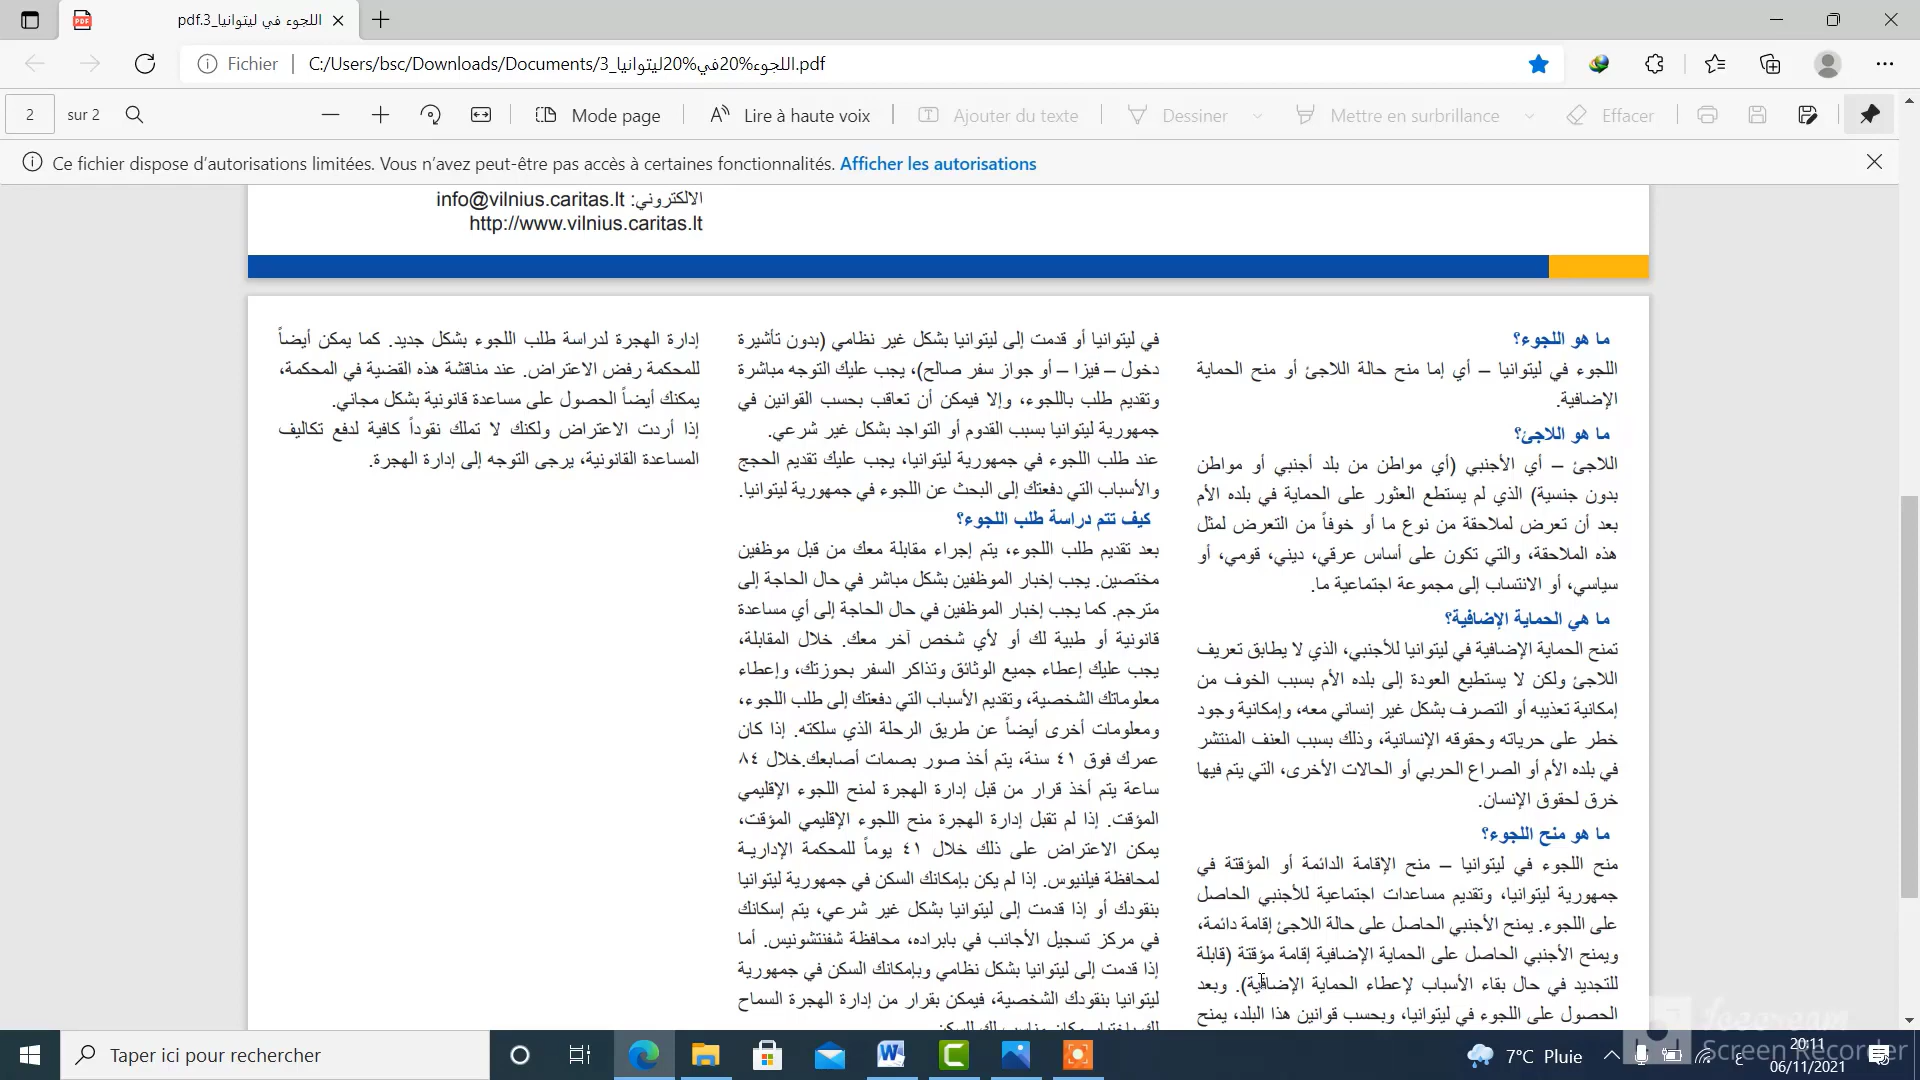 اللجوء في ليتوانيا_3.pdf
Fichier
C:/Users/bsc/Downloads/Documents/3_اللجوء%20في%20ليتوانيا.pdf
2
sur 2
Mode page
Lire à haute voix
Ajouter du texte
Dessiner
Mettre en surbrillance
Effacer
Ce fichier dispose d'autorisations limitées. Vous n'avez peut-être pas accès à certaines fonctionnalités. Afficher les autorisations
الالكتروني: info@vilnius.caritas.lt
http://www.vilnius.caritas.lt
ما هو اللجوء؟
اللجوء في ليتوانيا – أي إما منح حالة اللاجئ أو منح الحماية
الإضافية.
ما هو اللاجئ؟
اللاجئ – أي الأجنبي (أي مواطن من بلد أجنبي أو مواطن
بدون جنسية) الذي لم يستطع العثور على الحماية في بلده الأم
بعد أن تعرض لملاحقة من نوع ما أو خوفاً من التعرض لمثل
هذه الملاحقة، والتي تكون على أساس عرقي، ديني، قومي، أو
سياسي، أو الانتساب إلى مجموعة اجتماعية ما.
ما هي الحماية الإضافية؟
تمنح الحماية الإضافية في ليتوانيا للأجنبي، الذي لا يطابق تعريف
اللاجئ ولكن لا يستطيع العودة إلى بلده الأم بسبب الخوف من
إمكانية تعذيبه أو التصرف بشكل غير إنساني معه، وإمكانية وجود
خطر على حرياته وحقوقه الإنسانية، وذلك بسبب العنف المنتشر
في بلده الأم أو الصراع الحربي أو الحالات الأخرى، التي يتم فيها
خرق لحقوق الإنسان.
ما هو منح اللجوء؟
منح اللجوء في ليتوانيا – منح الإقامة الدائمة أو المؤقتة في
جمهورية ليتوانيا، وتقديم مساعدات اجتماعية للأجنبي الحاصل
على اللجوء. يمنح الأجنبي الحاصل على حالة اللاجئ إقامة دائمة،
ويمنح الأجنبي الحاصل على الحماية الإضافية إقامة مؤقتة (قابلة
للتجديد في حال بقاء الأسباب لإعطاء الحماية الإضافية). وبعد
الحصول على اللجوء في ليتوانيا، وبحسب قوانين هذا البلد، يمنح
في ليتوانيا أو قدمت إلى ليتوانيا بشكل غير نظامي (بدون تأشيرة
دخول – فيزا – أو جواز سفر صالح)، يجب عليك التوجه مباشرة
وتقديم طلب باللجوء، وإلا فيمكن أن تعاقب بحسب القوانين في
جمهورية ليتوانيا بسبب القدوم أو التواجد بشكل غير شرعي.
عند طلب اللجوء في جمهورية ليتوانيا، يجب عليك تقديم الحجج
والأسباب التي دفعتك إلى البحث عن اللجوء في جمهورية ليتوانيا.
كيف تتم دراسة طلب اللجوء؟
بعد تقديم طلب اللجوء، يتم إجراء مقابلة معك من قبل موظفين
مختصين. يجب إخبار الموظفين بشكل مباشر في حال الحاجة إلى
مترجم. كما يجب إخبار الموظفين في حال الحاجة إلى أي مساعدة
قانونية أو طبية لك أو لأي شخص آخر معك. خلال المقابلة،
يجب عليك إعطاء جميع الوثائق وتذاكر السفر بحوزتك، وإعطاء
معلوماتك الشخصية، وتقديم الأسباب التي دفعتك إلى طلب اللجوء،
ومعلومات أخرى أيضاً عن طريق الرحلة الذي سلكته. إذا كان
عمرك فوق ٤١ سنة، يتم أخذ صور بصمات أصابعك.خلال ٨٤
ساعة يتم أخذ قرار من قبل إدارة الهجرة لمنح اللجوء الإقليمي
المؤقت. إذا لم تقبل إدارة الهجرة منح اللجوء الإقليمي المؤقت،
يمكن الاعتراض على ذلك خلال ٤١ يوماً للمحكمة الإدارية
لمحافظة فيلنيوس. إذا لم يكن بإمكانك السكن في جمهورية ليتوانيا
بنقودك أو إذا قدمت إلى ليتوانيا بشكل غير شرعي، يتم إسكانك
في مركز تسجيل الأجانب في بابراده، محافظة شفنتشونيس. أما
إذا قدمت إلى ليتوانيا بشكل نظامي وبإمكانك السكن في جمهورية
ليتوانيا بنقودك الشخصية، فيمكن بقرار من إدارة الهجرة السماح
لك باختيار مكان مناسب لك للسكن
إدارة الهجرة لدراسة طلب اللجوء بشكل جديد. كما يمكن أيضاً
للمحكمة رفض الاعتراض. عند مناقشة هذه القضية في المحكمة،
يمكنك أيضاً الحصول على مساعدة قانونية بشكل مجاني.
إذا أردت الاعتراض ولكنك لا تملك نقوداً كافية لدفع تكاليف
المساعدة القانونية، يرجى التوجه إلى إدارة الهجرة.
Icecream
Screen Recorder
Taper ici pour rechercher
7°C Pluie
ع
20:11
06/11/2021